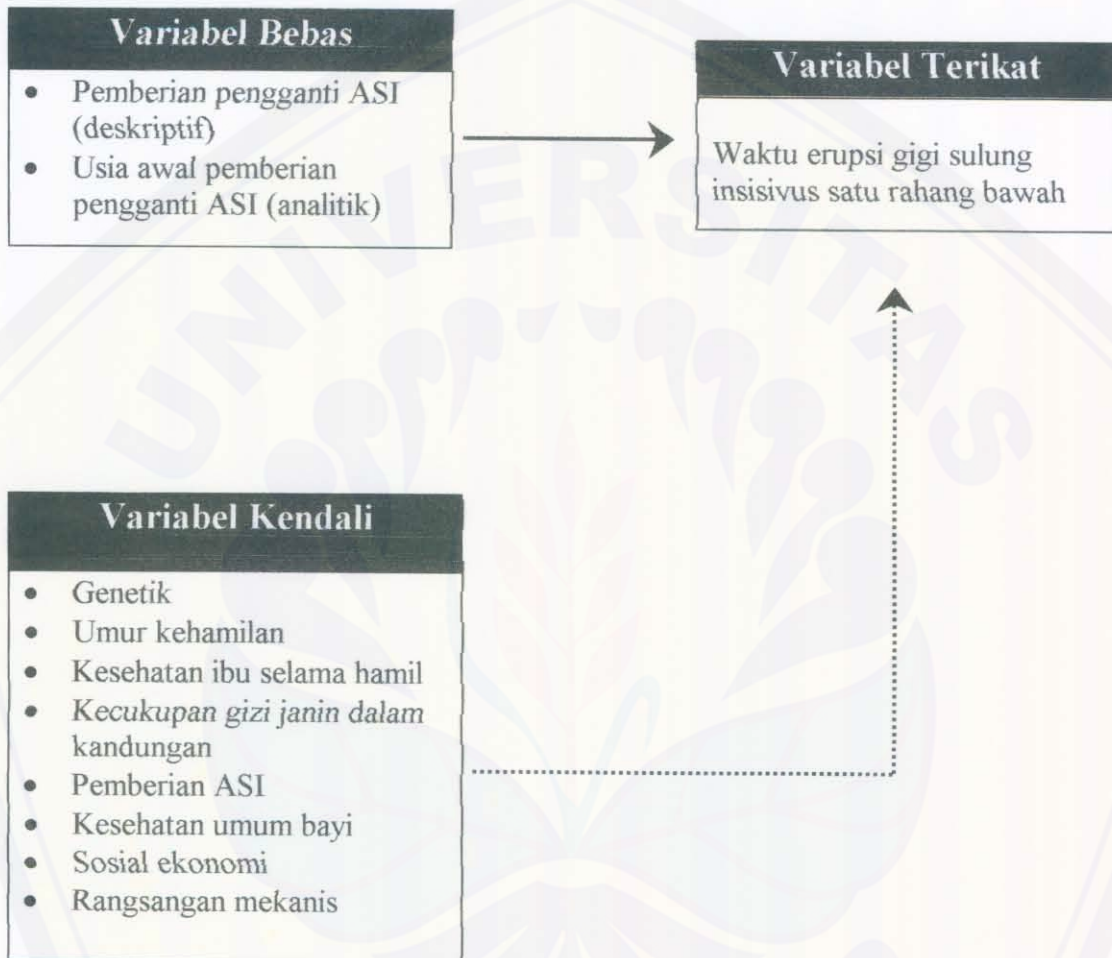 Variabel Bebas
• Pemberian pengganti ASI
(deskriptif)
• Usia awal pemberian
pengganti ASI (analitik)
Variabel Terikat
Waktu erupsi gigi sulung
insisivus satu rahang bawah
Variabel Kendali
• Genetik
• Umur kehamilan
• Kesehatan ibu selama hamil
• Kecukupan gizi janin dalam
kandungan
• Pemberian ASI
• Kesehatan umum bayi
• Sosial ekonomi
• Rangsangan mekanis
UNIVERSITAS